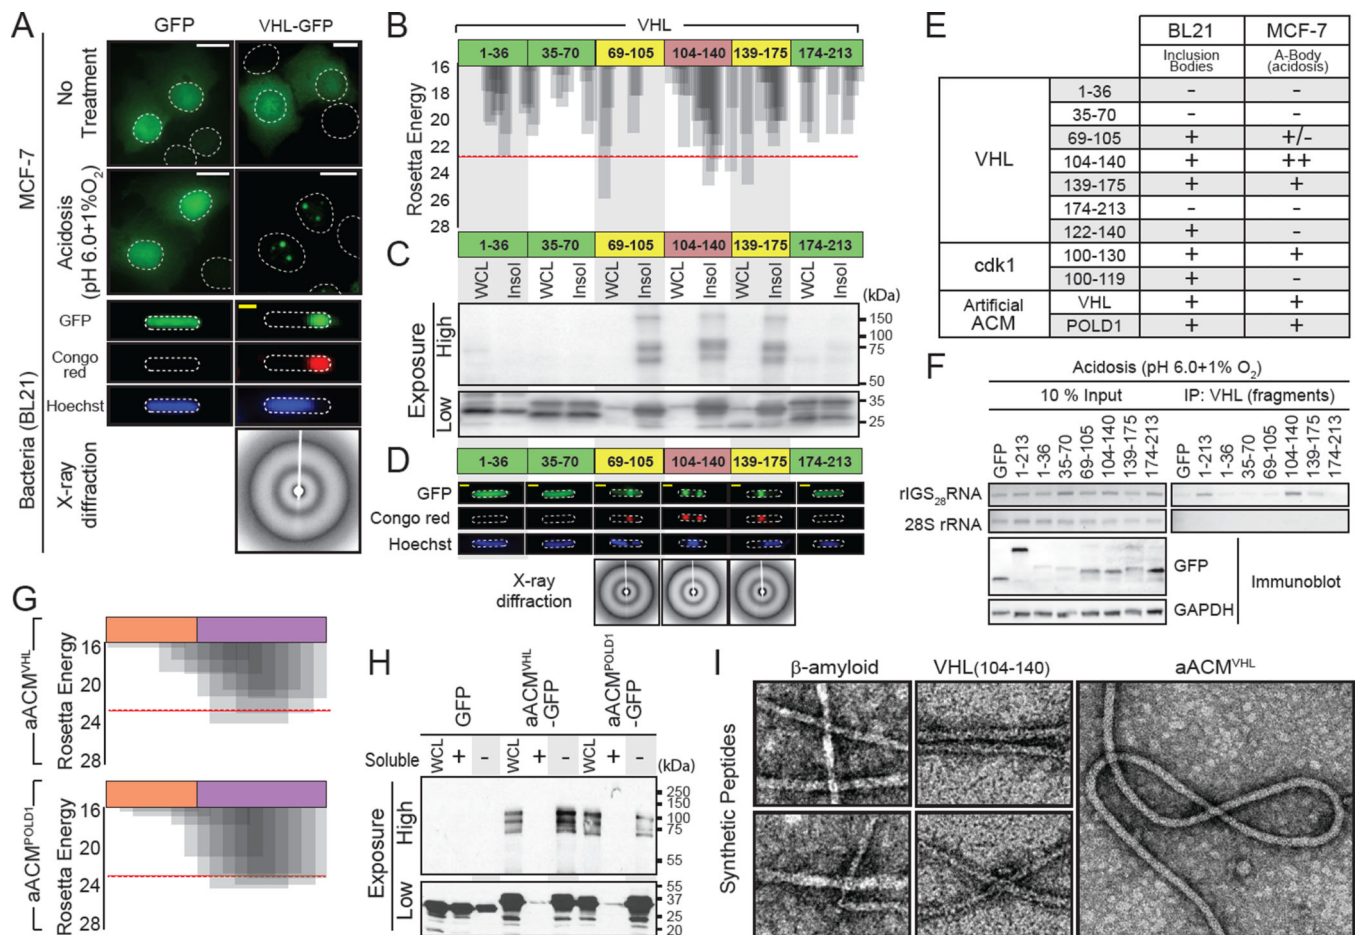 A
GFP
VHL-GFP
MCF-7
No Treatment
Acidosis (pH 6.0+1%O2)
Bacteria (BL21)
GFP
Congo red
Hoechst
X-ray diffraction
B
VHL
1-36 35-70 69-105 104-140 139-175 174-213
Rosetta Energy
16
18
20
22
24
26
28
1-36 35-70 69-105 104-140 139-175 174-213
C
WCL Insol WCL Insol WCL Insol WCL Insol WCL Insol WCL Insol
(kDa)
Exposure
High
150
100
75
50
Low
35
25
D
1-36 35-70 69-105 104-140 139-175 174-213
GFP
Congo red
Hoechst
X-ray diffraction
E
BL21 MCF-7
Inclusion Bodies
A-Body (acidosis)
VHL
1-36 - -
35-70 - -
69-105 + +/-
104-140 + ++
139-175 + +
174-213 - -
122-140 + -
cdk1
100-130 + +
100-119 + -
Artificial ACM
VHL + +
POLD1 + +
F
Acidosis (pH 6.0+1% O2)
10 % Input IP: VHL (fragments)
GFP 1-213 1-36 35-70 69-105 104-140 139-175 174-213 GFP 1-213 1-36 35-70 69-105 104-140 139-175 174-213
rIGS28RNA
28S rRNA
GFP
GAPDH
Immunoblot
G
aACMVHL
Rosetta Energy
16
20
24
28
aACMPOLD1
Rosetta Energy
16
20
24
28
H
GFP
aACMVHL -GFP
aACMPOLD1 -GFP
Soluble WCL + - WCL + - WCL + - (kDa)
Exposure
High
250
150
100
75
55
Low
55
37
25
20
I
β-amyloid VHL(104-140) aACMVHL
Synthetic Peptides